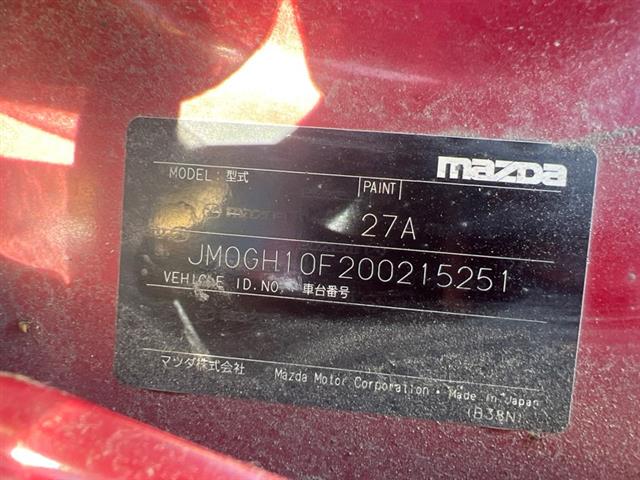 mazda
MODEL : 型式
PAINT
27A
JM0GH10F200215251
VEHICLE ID.NO. 車台番号
マツダ株式会社 Mazda Motor Corporation • Made in Japan
(B38N)